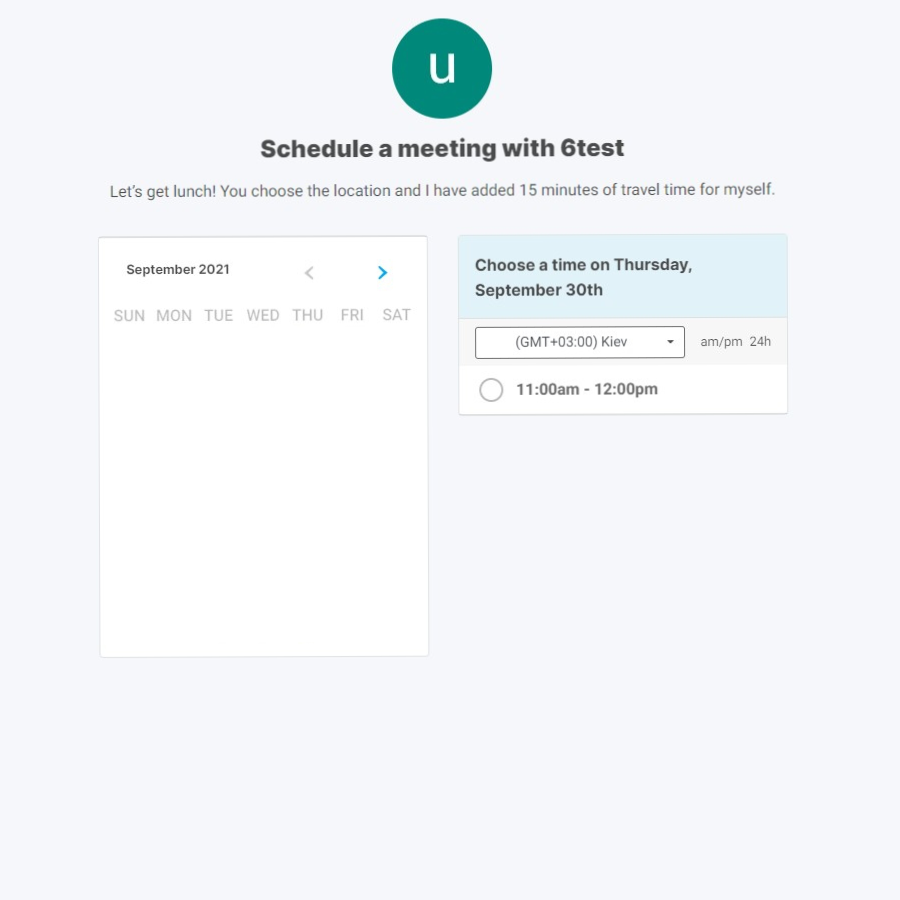 u
Schedule a meeting with 6test
Let's get lunch! You choose the location and I have added 15 minutes of travel time for myself.
September 2021
SUN MON TUE WED THU FRI SAT
Choose a time on Thursday,
September 30th
(GMT+03:00) Kiev
am/pm 24h
11:00am - 12:00pm